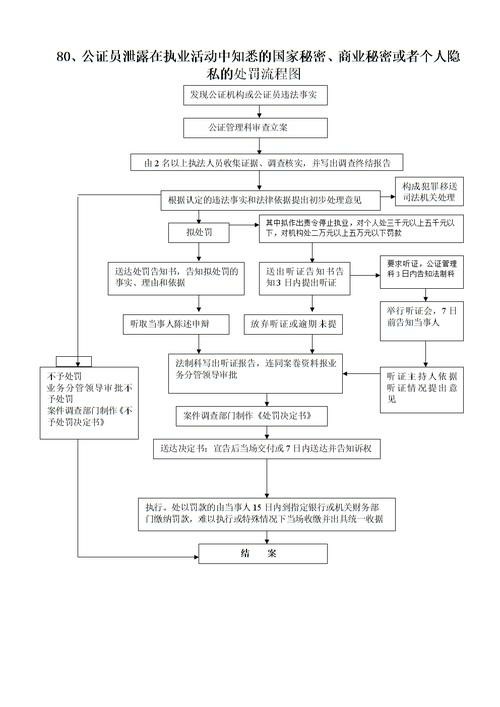 80、公证员泄露在执业活动中知悉的国家秘密、商业秘密或者个人隐
私的处罚流程图
发现公证机构或公证员违法事实
公证管理科审查立案
由2名以上执法人员收集证据、调查核实，并写出调查终结报告
根据认定的违法事实和法律依据提出初步处理意见
构成犯罪移送
司法机关处理
拟处罚
其中拟作出责令停止执业，对个人处三千元以上五千元以
下，对机构处二万元以上五万元以下罚款
送达处罚告知书，告知拟处罚的
事实、理由和依据
送出听证告知书告
知3日内提出听证
要求听证，公证管理
科3日内告知法制科
听取当事人陈述申辩
放弃听证或逾期未提
举行听证会，7日
前告知当事人
不予处罚
业务分管领导审批不
予处罚
案件调查部门制作《不
予处罚决定书》
法制科写出听证报告，连同案卷资料报业
务分管领导审批
听证主持人依据
听证情况提出意
见
案件调查部门制作《处罚决定书》
送达决定书：宣告后当场交付或7日内送达并告知诉权
执行。处以罚款的由当事人15日内到指定银行或机关财务部
门缴纳罚款，难以执行或特殊情况下当场收缴并出具统一收据
结 案